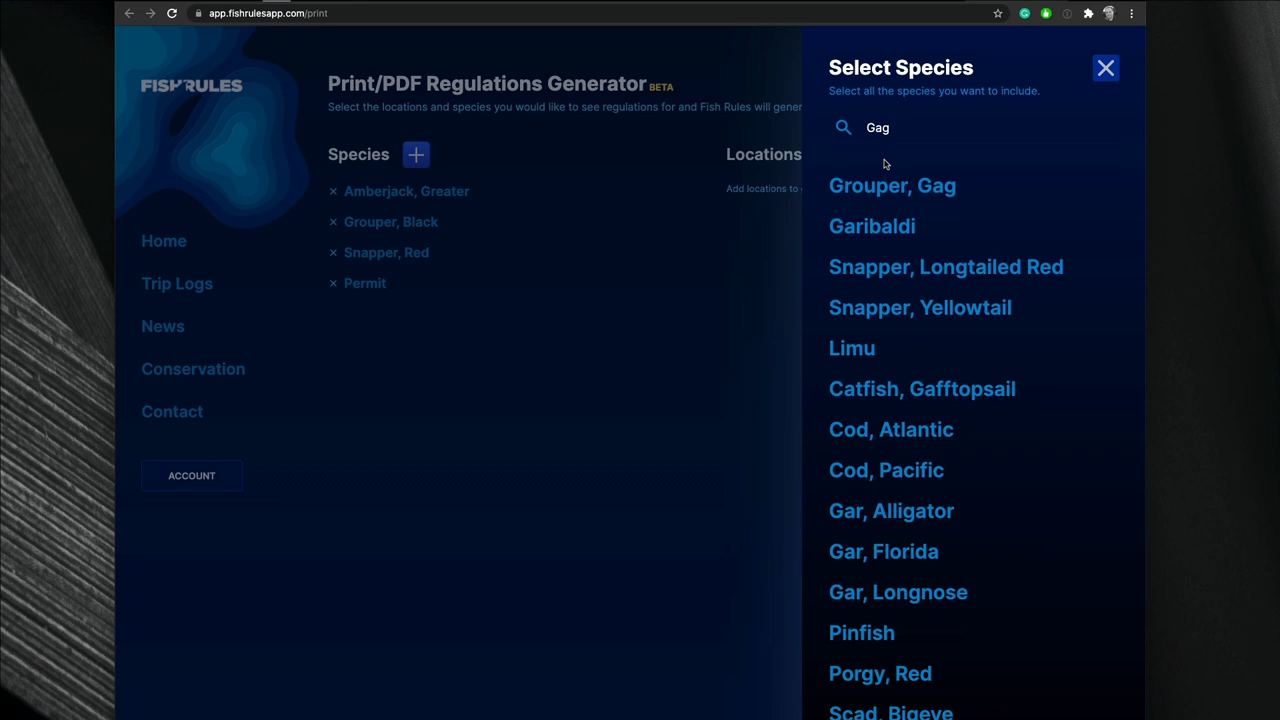 app.fishrulesapp.com/print
FISHRULES
Home
Trip Logs
News
Conservation
Contact
ACCOUNT
Print/PDF Regulations Generator BETA
Select the locations and species you would like to see regulations for and Fish Rules will gener
Species
× Amberjack, Greater
× Grouper, Black
× Snapper, Red
× Permit
Locations
Add locations to
Select Species
Select all the species you want to include.
Gag
Grouper, Gag
Garibaldi
Snapper, Longtailed Red
Snapper, Yellowtail
Limu
Catfish, Gafftopsail
Cod, Atlantic
Cod, Pacific
Gar, Alligator
Gar, Florida
Gar, Longnose
Pinfish
Porgy, Red
Scad, Bigeye